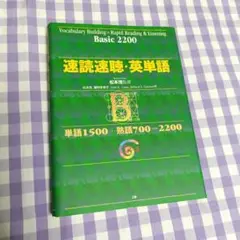 Vocabulary Building × Rapid Reading & Listening
Basic 2200
速読速聴・英単語
単語1500 熟語700=2200